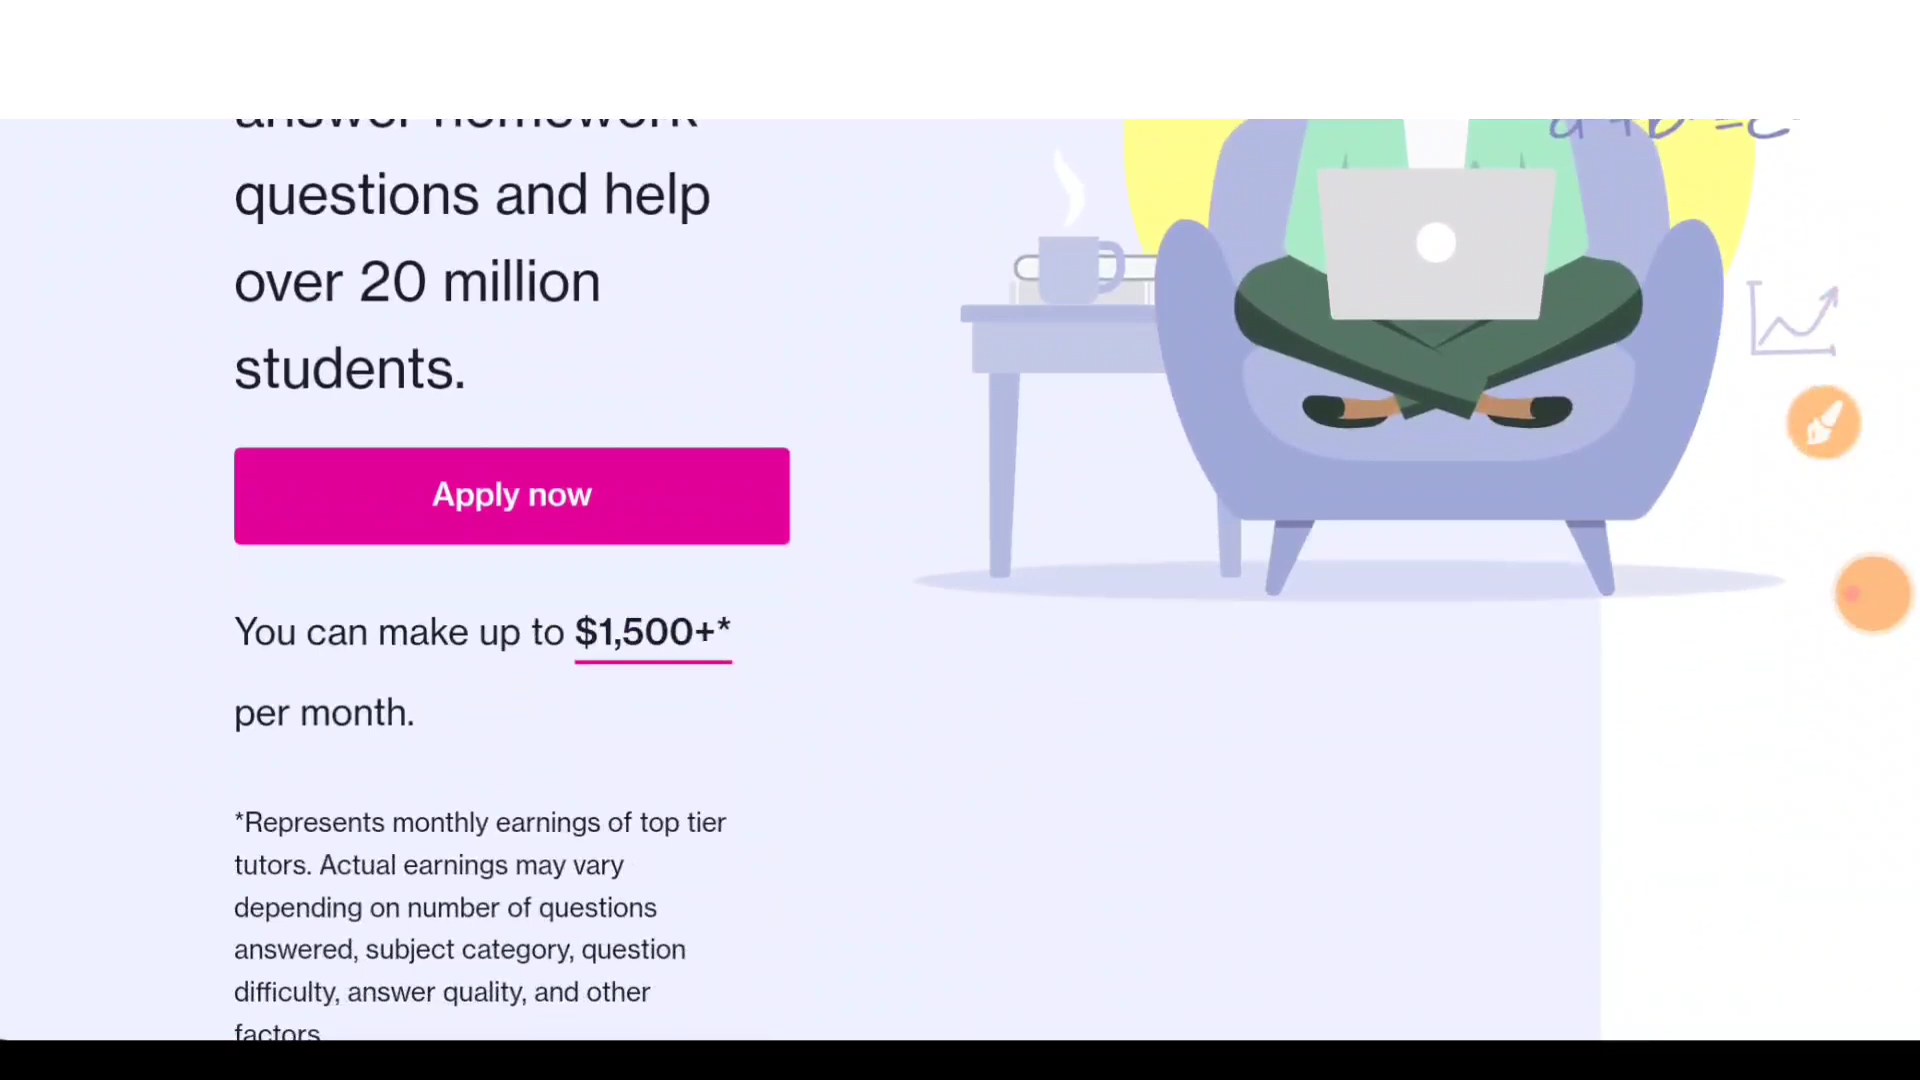 answer homework
questions and help
over 20 million
students.
Apply now
You can make up to $1,500+*
per month.
*Represents monthly earnings of top tier
tutors. Actual earnings may vary
depending on number of questions
answered, subject category, question
difficulty, answer quality, and other
factors